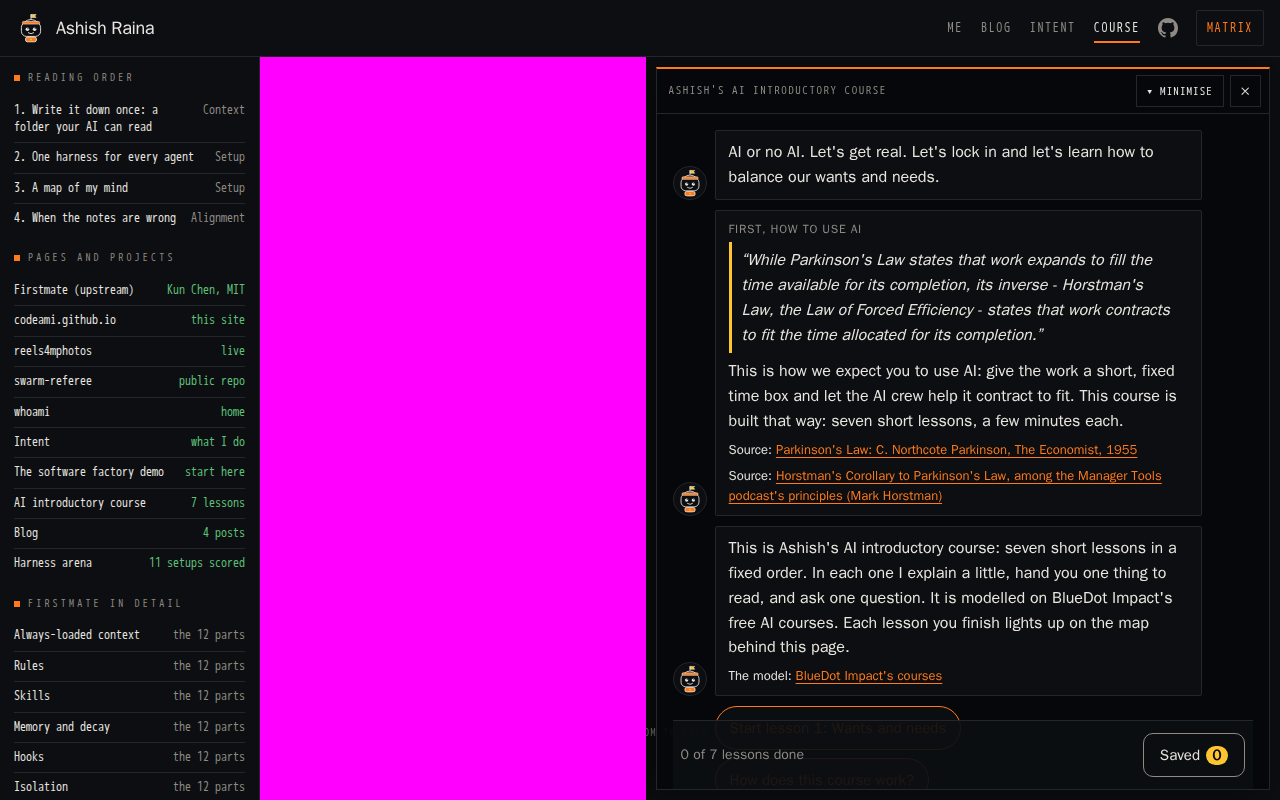 Ashish Raina
ME BLOG INTENT COURSE MATRIX
READING ORDER
1. Write it down once: a folder your AI can read Context
2. One harness for every agent Setup
3. A map of my mind Setup
4. When the notes are wrong Alignment
PAGES AND PROJECTS
Firstmate (upstream) Kun Chen, MIT
codeami.github.io this site
reels4mphotos live
swarm-referee public repo
whoami home
Intent what I do
The software factory demo start here
AI introductory course 7 lessons
Blog 4 posts
Harness arena 11 setups scored
FIRSTMATE IN DETAIL
Always-loaded context the 12 parts
Rules the 12 parts
Skills the 12 parts
Memory and decay the 12 parts
Hooks the 12 parts
Isolation the 12 parts
ASHISH'S AI INTRODUCTORY COURSE
▾ MINIMISE ✕
AI or no AI. Let's get real. Let's lock in and let's learn how to
balance our wants and needs.
FIRST, HOW TO USE AI
“While Parkinson's Law states that work expands to fill the
time available for its completion, its inverse - Horstman's
Law, the Law of Forced Efficiency - states that work contracts
to fit the time allocated for its completion.”
This is how we expect you to use AI: give the work a short, fixed
time box and let the AI crew help it contract to fit. This course is
built that way: seven short lessons, a few minutes each.
Source: Parkinson's Law: C. Northcote Parkinson, The Economist, 1955
Source: Horstman's Corollary to Parkinson's Law, among the Manager Tools
podcast's principles (Mark Horstman)
This is Ashish's AI introductory course: seven short lessons in a
fixed order. In each one I explain a little, hand you one thing to
read, and ask one question. It is modelled on BlueDot Impact's
free AI courses. Each lesson you finish lights up on the map
behind this page.
The model: BlueDot Impact's courses
Start lesson 1: Wants and needs
0 of 7 lessons done
Saved 0
How does this course work?